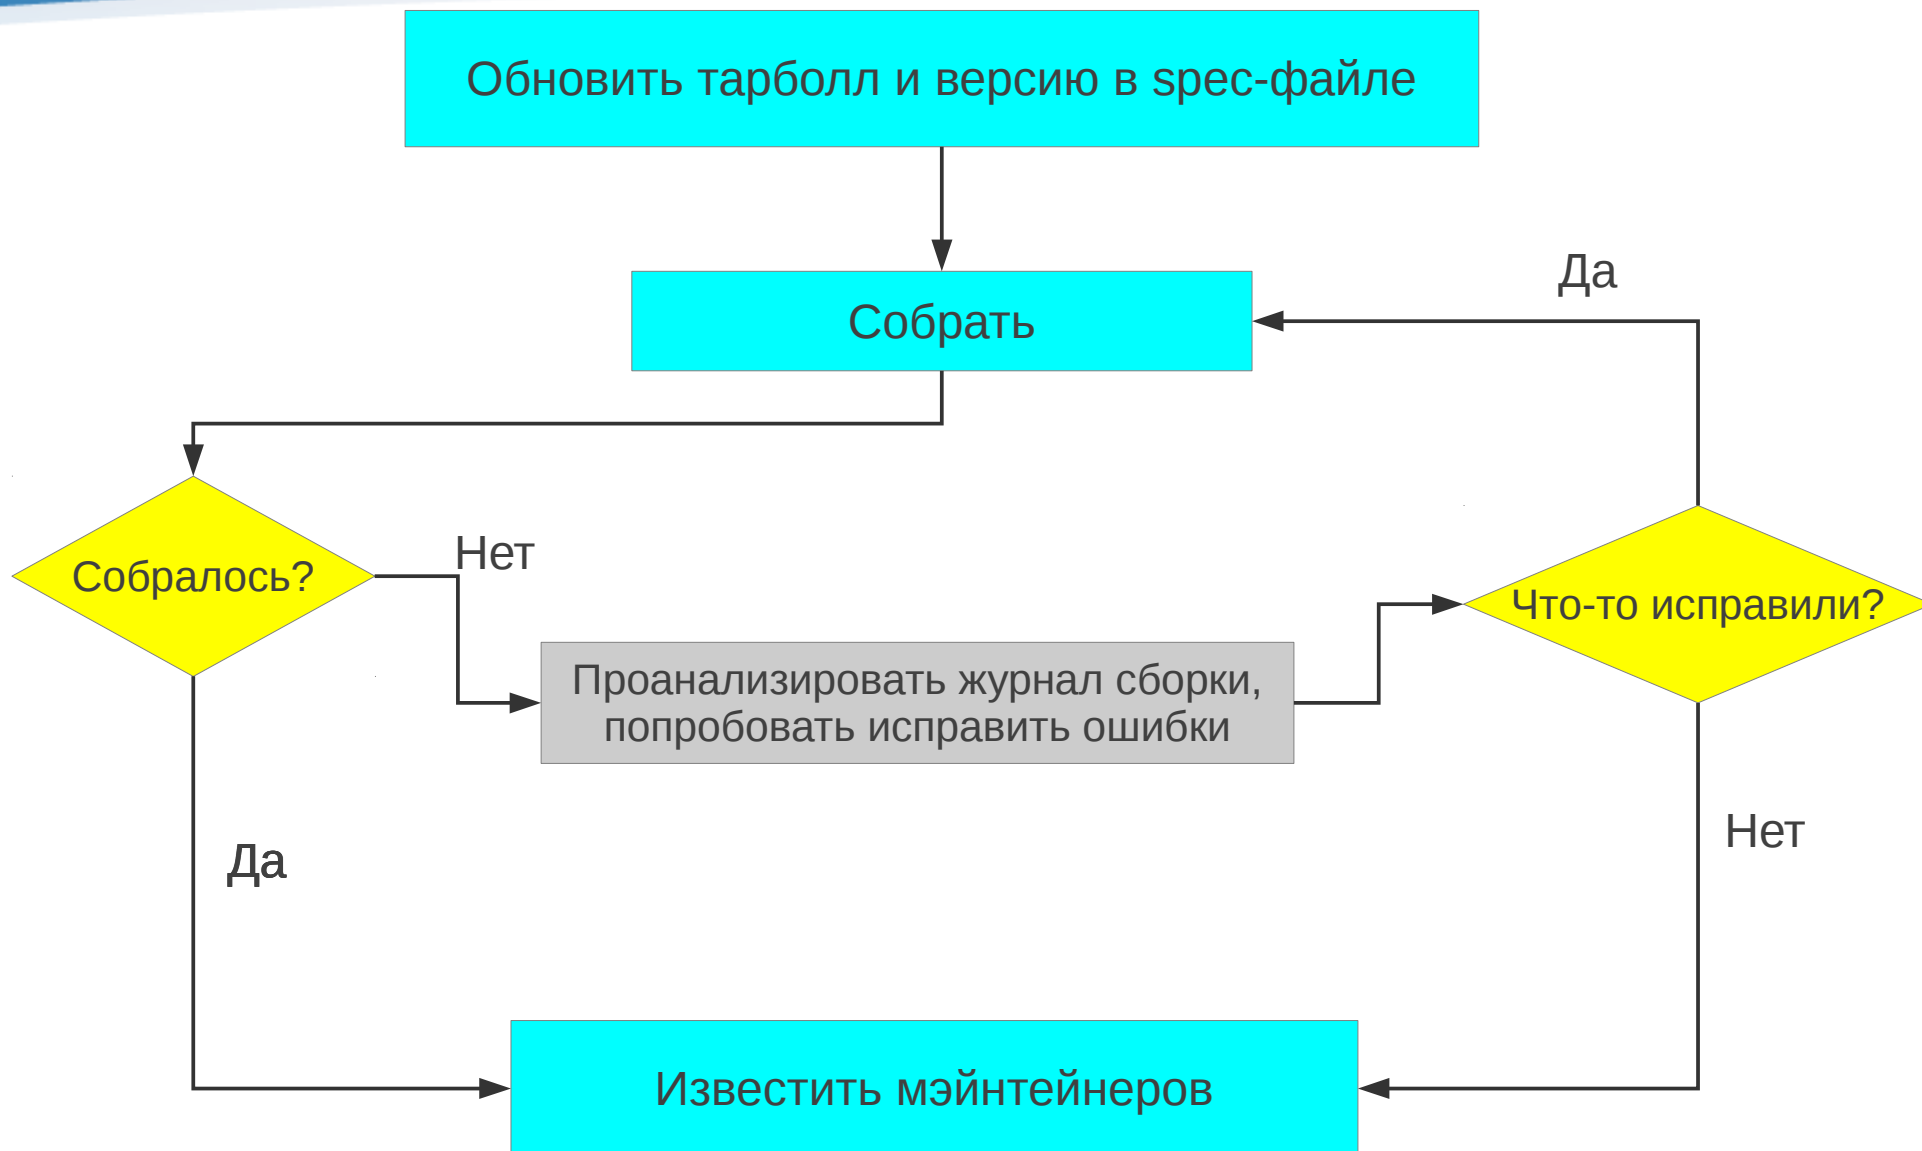 Обновить тарболл и версию в spec-файле
Собрать
Да
Собралось?
Нет
Что-то исправили?
Проанализировать журнал сборки,
попробовать исправить ошибки
Да
Нет
Известить мэйнтейнеров